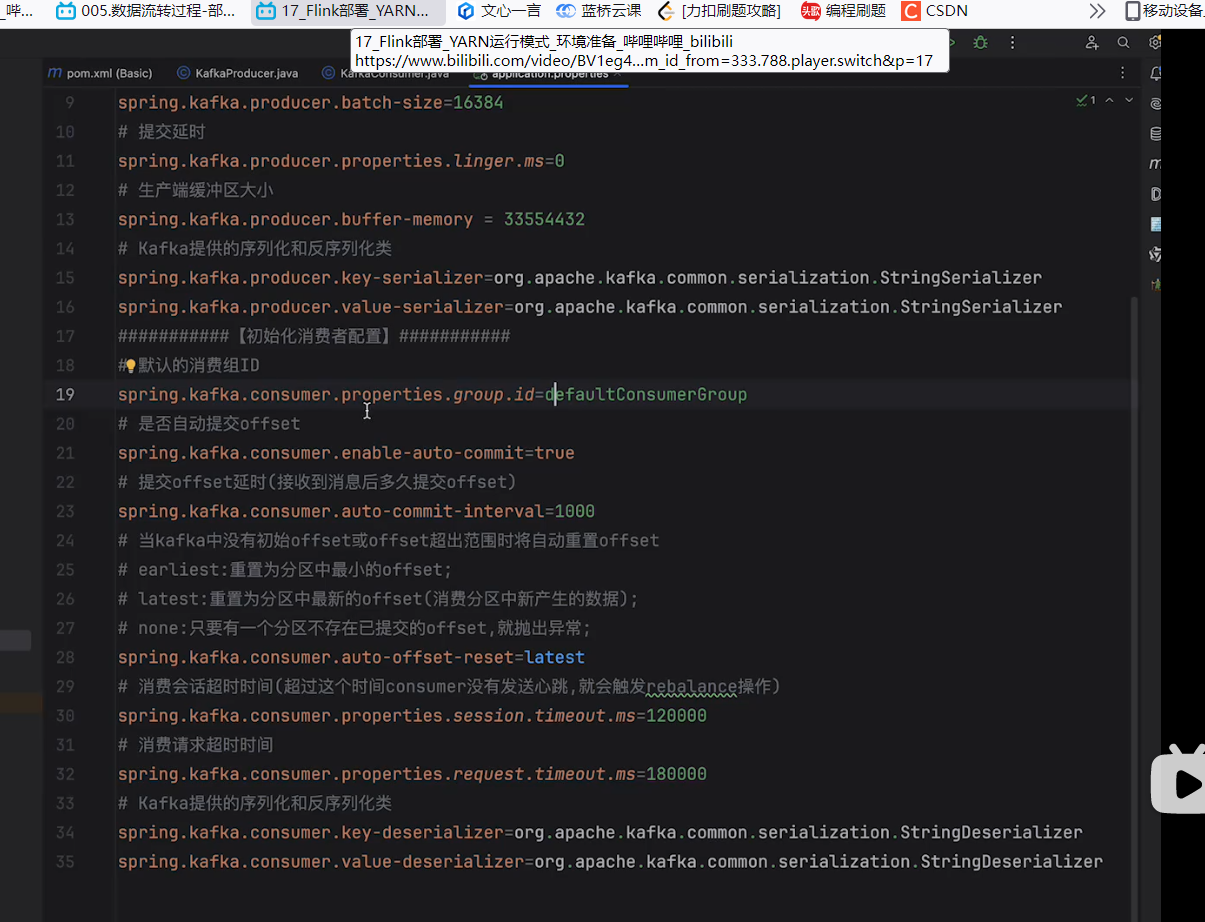 _哔...
005.数据流转过程-部...
17_Flink部署_YARN...
文心一言
蓝桥云课
[力扣刷题攻略]
头歌 编程刷题
C CSDN
移动设备
17_Flink部署_YARN运行模式_环境准备_哔哩哔哩_bilibili
https://www.bilibili.com/video/BV1eg4...m_id_from=333.788.player.switch&p=17
m pom.xml (Basic)
© KafkaProducer.java
© KafkaConsumer.java
application.properties
1
9 spring.kafka.producer.batch-size=16384
10 # 提交延时
11 spring.kafka.producer.properties.linger.ms=0
12 # 生产端缓冲区大小
13 spring.kafka.producer.buffer-memory = 33554432
14 # Kafka提供的序列化和反序列化类
15 spring.kafka.producer.key-serializer=org.apache.kafka.common.serialization.StringSerializer
16 spring.kafka.producer.value-serializer=org.apache.kafka.common.serialization.StringSerializer
17 ###########【初始化消费者配置】###########
18 # 默认的消费组ID
19 spring.kafka.consumer.properties.group.id=defaultConsumerGroup
20 # 是否自动提交offset
21 spring.kafka.consumer.enable-auto-commit=true
22 # 提交offset延时(接收到消息后多久提交offset)
23 spring.kafka.consumer.auto-commit-interval=1000
24 # 当kafka中没有初始offset或offset超出范围时将自动重置offset
25 # earliest:重置为分区中最小的offset;
26 # latest:重置为分区中最新的offset(消费分区中新产生的数据);
27 # none:只要有一个分区不存在已提交的offset,就抛出异常;
28 spring.kafka.consumer.auto-offset-reset=latest
29 # 消费会话超时时间(超过这个时间consumer没有发送心跳,就会触发rebalance操作)
30 spring.kafka.consumer.properties.session.timeout.ms=120000
31 # 消费请求超时时间
32 spring.kafka.consumer.properties.request.timeout.ms=180000
33 # Kafka提供的序列化和反序列化类
34 spring.kafka.consumer.key-deserializer=org.apache.kafka.common.serialization.StringDeserializer
35 spring.kafka.consumer.value-deserializer=org.apache.kafka.common.serialization.StringDeserializer